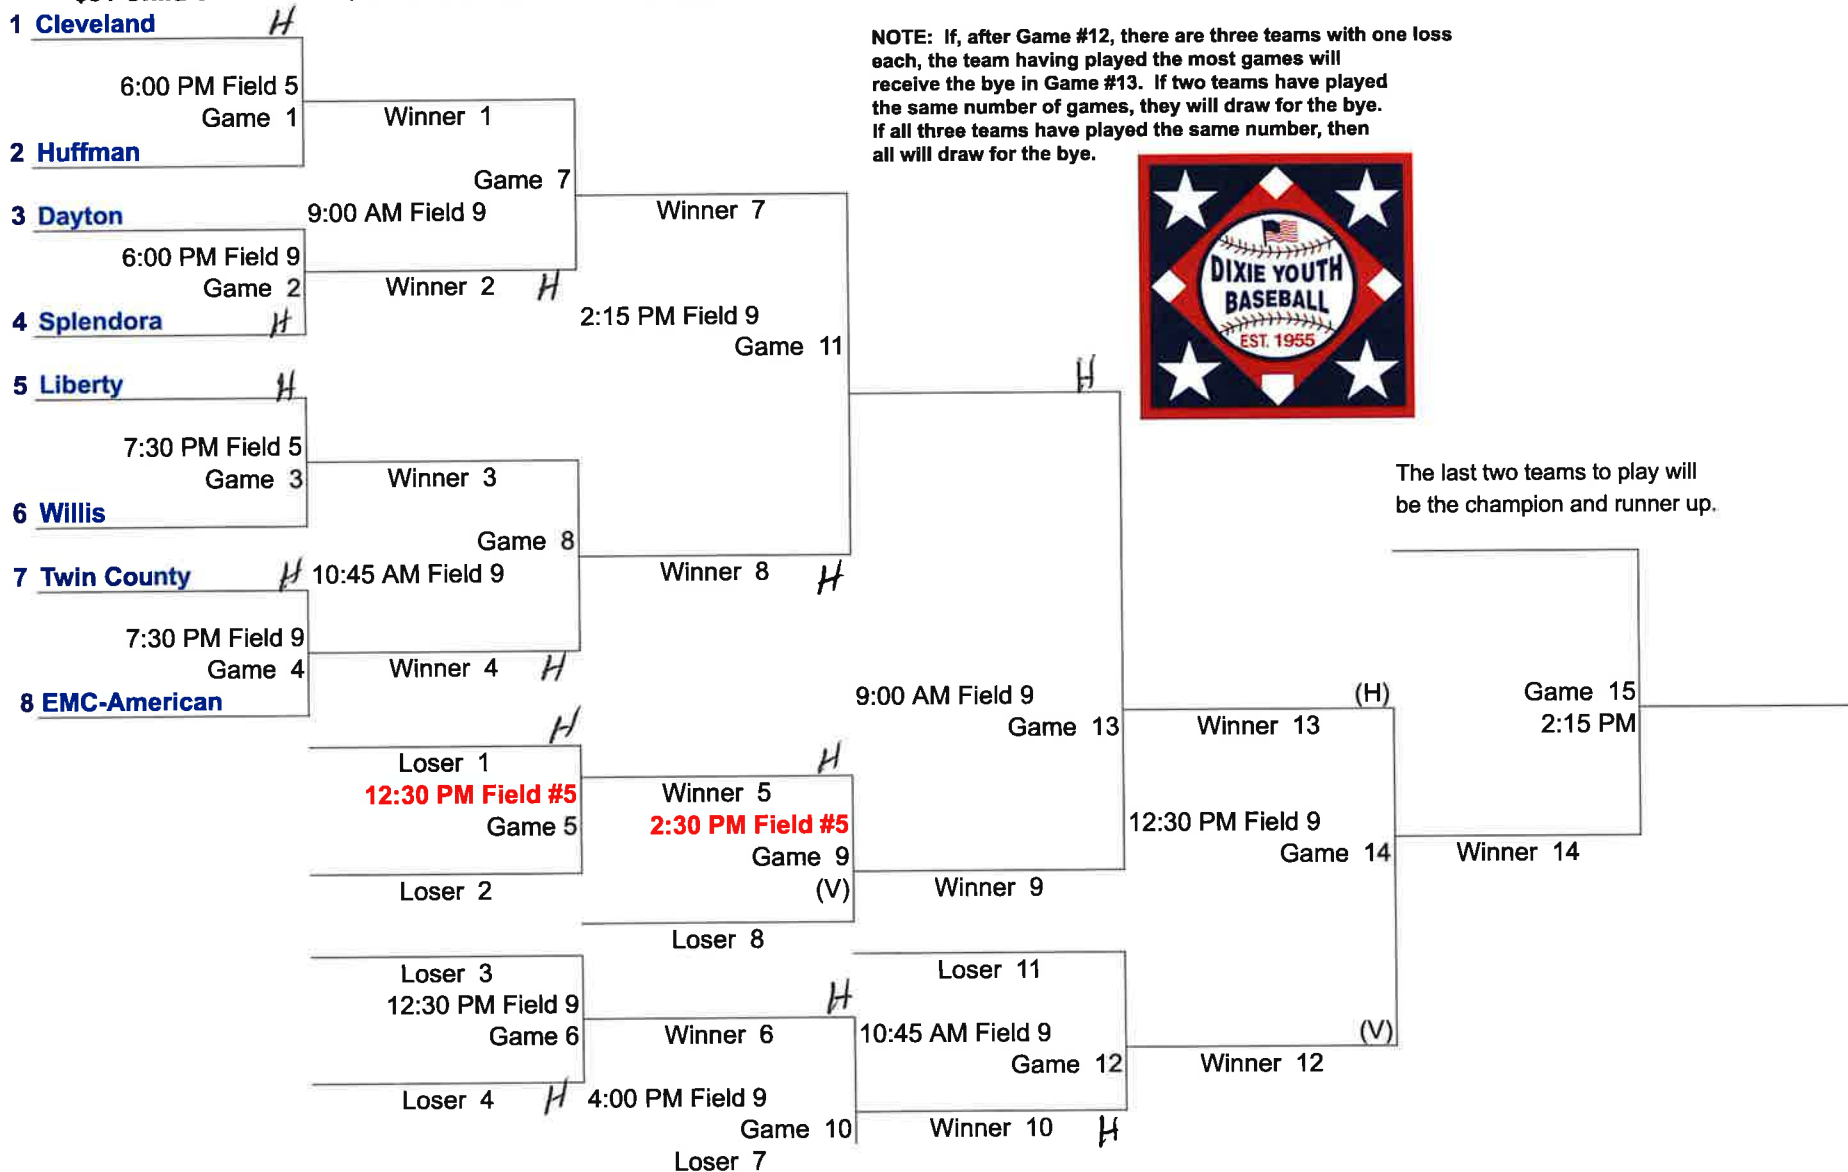 1 Cleveland H
6:00 PM Field 5
Game 1
2 Huffman
Winner 1
Game 7
9:00 AM Field 9
3 Dayton
6:00 PM Field 9
Game 2
4 Splendora H
Winner 2 H
Winner 7
2:15 PM Field 9
Game 11
5 Liberty H
7:30 PM Field 5
Game 3
6 Willis
Winner 3
Game 8
10:45 AM Field 9
7 Twin County H
7:30 PM Field 9
Game 4
8 EMC-American
Winner 4 H
Winner 8 H
H
NOTE: If, after Game #12, there are three teams with one loss
each, the team having played the most games will
receive the bye in Game #13. If two teams have played
the same number of games, they will draw for the bye.
If all three teams have played the same number, then
all will draw for the bye.
DIXIE YOUTH
BASEBALL
EST. 1955
The last two teams to play will
be the champion and runner up.
H
Loser 1
12:30 PM Field #5
Game 5
Loser 2
H
Winner 5
2:30 PM Field #5
Game 9
(V)
Loser 8
9:00 AM Field 9
Game 13
Winner 9
Loser 3
12:30 PM Field 9
Game 6
Loser 4 H
H
Winner 6
4:00 PM Field 9
Game 10
Loser 7
Loser 11
10:45 AM Field 9
Game 12
Winner 10 H
(H)
Winner 13
12:30 PM Field 9
Game 14
(V)
Winner 12
Game 15
2:15 PM
Winner 14